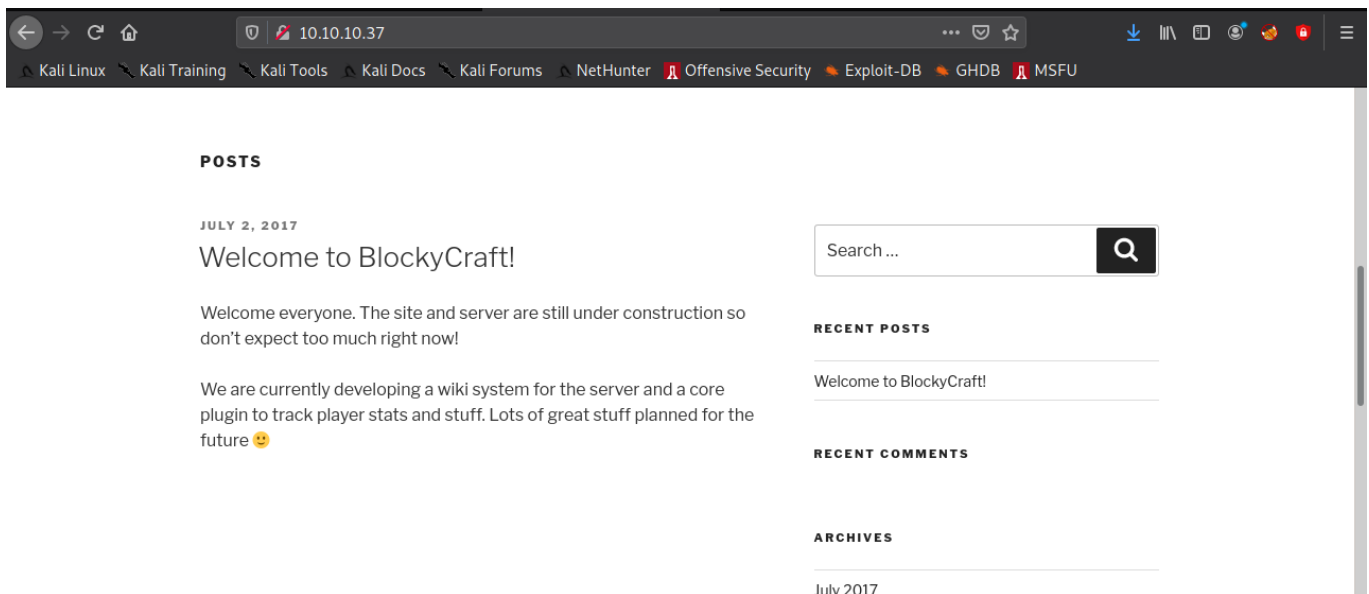 10.10.10.37
Kali Linux Kali Training Kali Tools Kali Docs Kali Forums NetHunter Offensive Security Exploit-DB GHDB MSFU
POSTS
JULY 2, 2017
Welcome to BlockyCraft!
Welcome everyone. The site and server are still under construction so
don’t expect too much right now!
We are currently developing a wiki system for the server and a core
plugin to track player stats and stuff. Lots of great stuff planned for the
future 🙂
Search …
RECENT POSTS
Welcome to BlockyCraft!
RECENT COMMENTS
ARCHIVES
July 2017